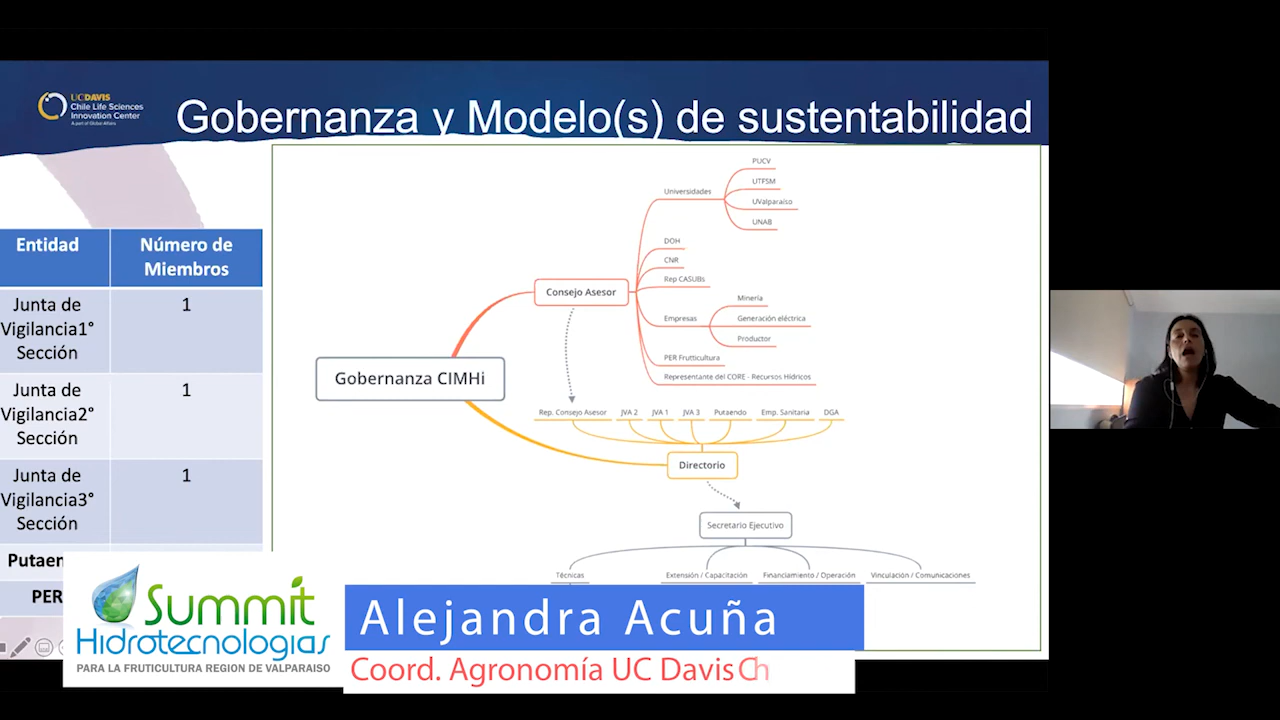 UCDAVIS
Chile Life Sciences
Innovation Center
A part of Global Affairs
Gobernanza y Modelo(s) de sustentabilidad
Entidad
Número de
Miembros
Junta de
Vigilancia1°
Sección
1
Junta de
Vigilancia2°
Sección
1
Junta de
Vigilancia3°
Sección
1
Putaen
PER
Gobernanza CIMHi
Consejo Asesor
Universidades
PUCV
UTFSM
UValparaíso
UNAB
DOH
CNR
Rep CASUBs
Empresas
Minería
Generación eléctrica
Productor
PER Frutticultura
Representante del CORE - Recursos Hídricos
Rep. Consejo Asesor
JVA 2
JVA 1
JVA 3
Putaendo
Emp. Sanitaria
DGA
Directorio
Secretario Ejecutivo
Técnicas
Extensión / Capacitación
Financiamiento / Operación
Vinculación / Comunicaciones
Summit
Hidrotecnologías
PARA LA FRUTICULTURA REGION DE VALPARAISO
Alejandra Acuña
Coord. Agronomía UC Davis Ch